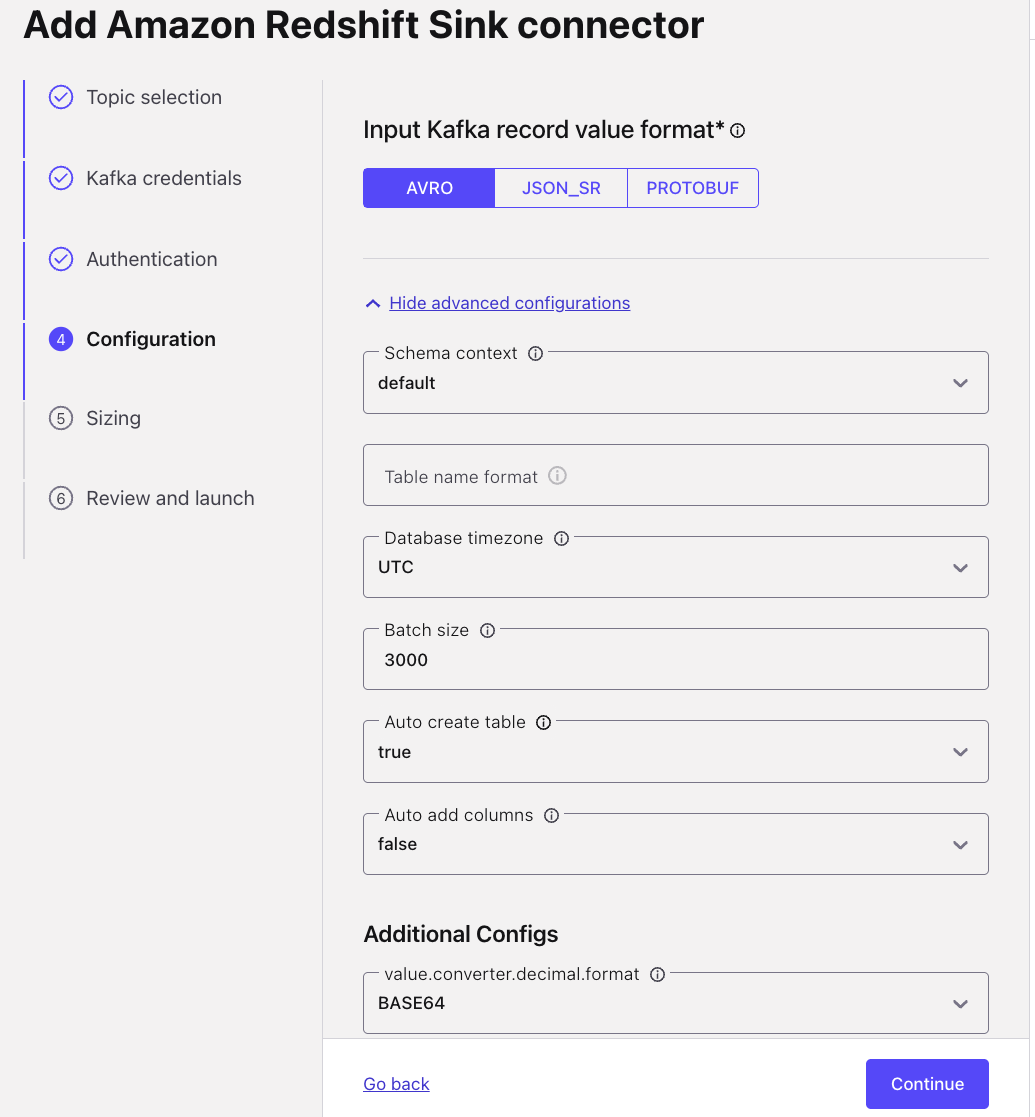 Add Amazon Redshift Sink connector
Topic selection
Kafka credentials
Authentication
4 Configuration
5 Sizing
6 Review and launch
Input Kafka record value format*
AVRO JSON_SR PROTOBUF
Hide advanced configurations
Schema context
default
Table name format
Database timezone
UTC
Batch size
3000
Auto create table
true
Auto add columns
false
Additional Configs
value.converter.decimal.format
BASE64
Go back
Continue